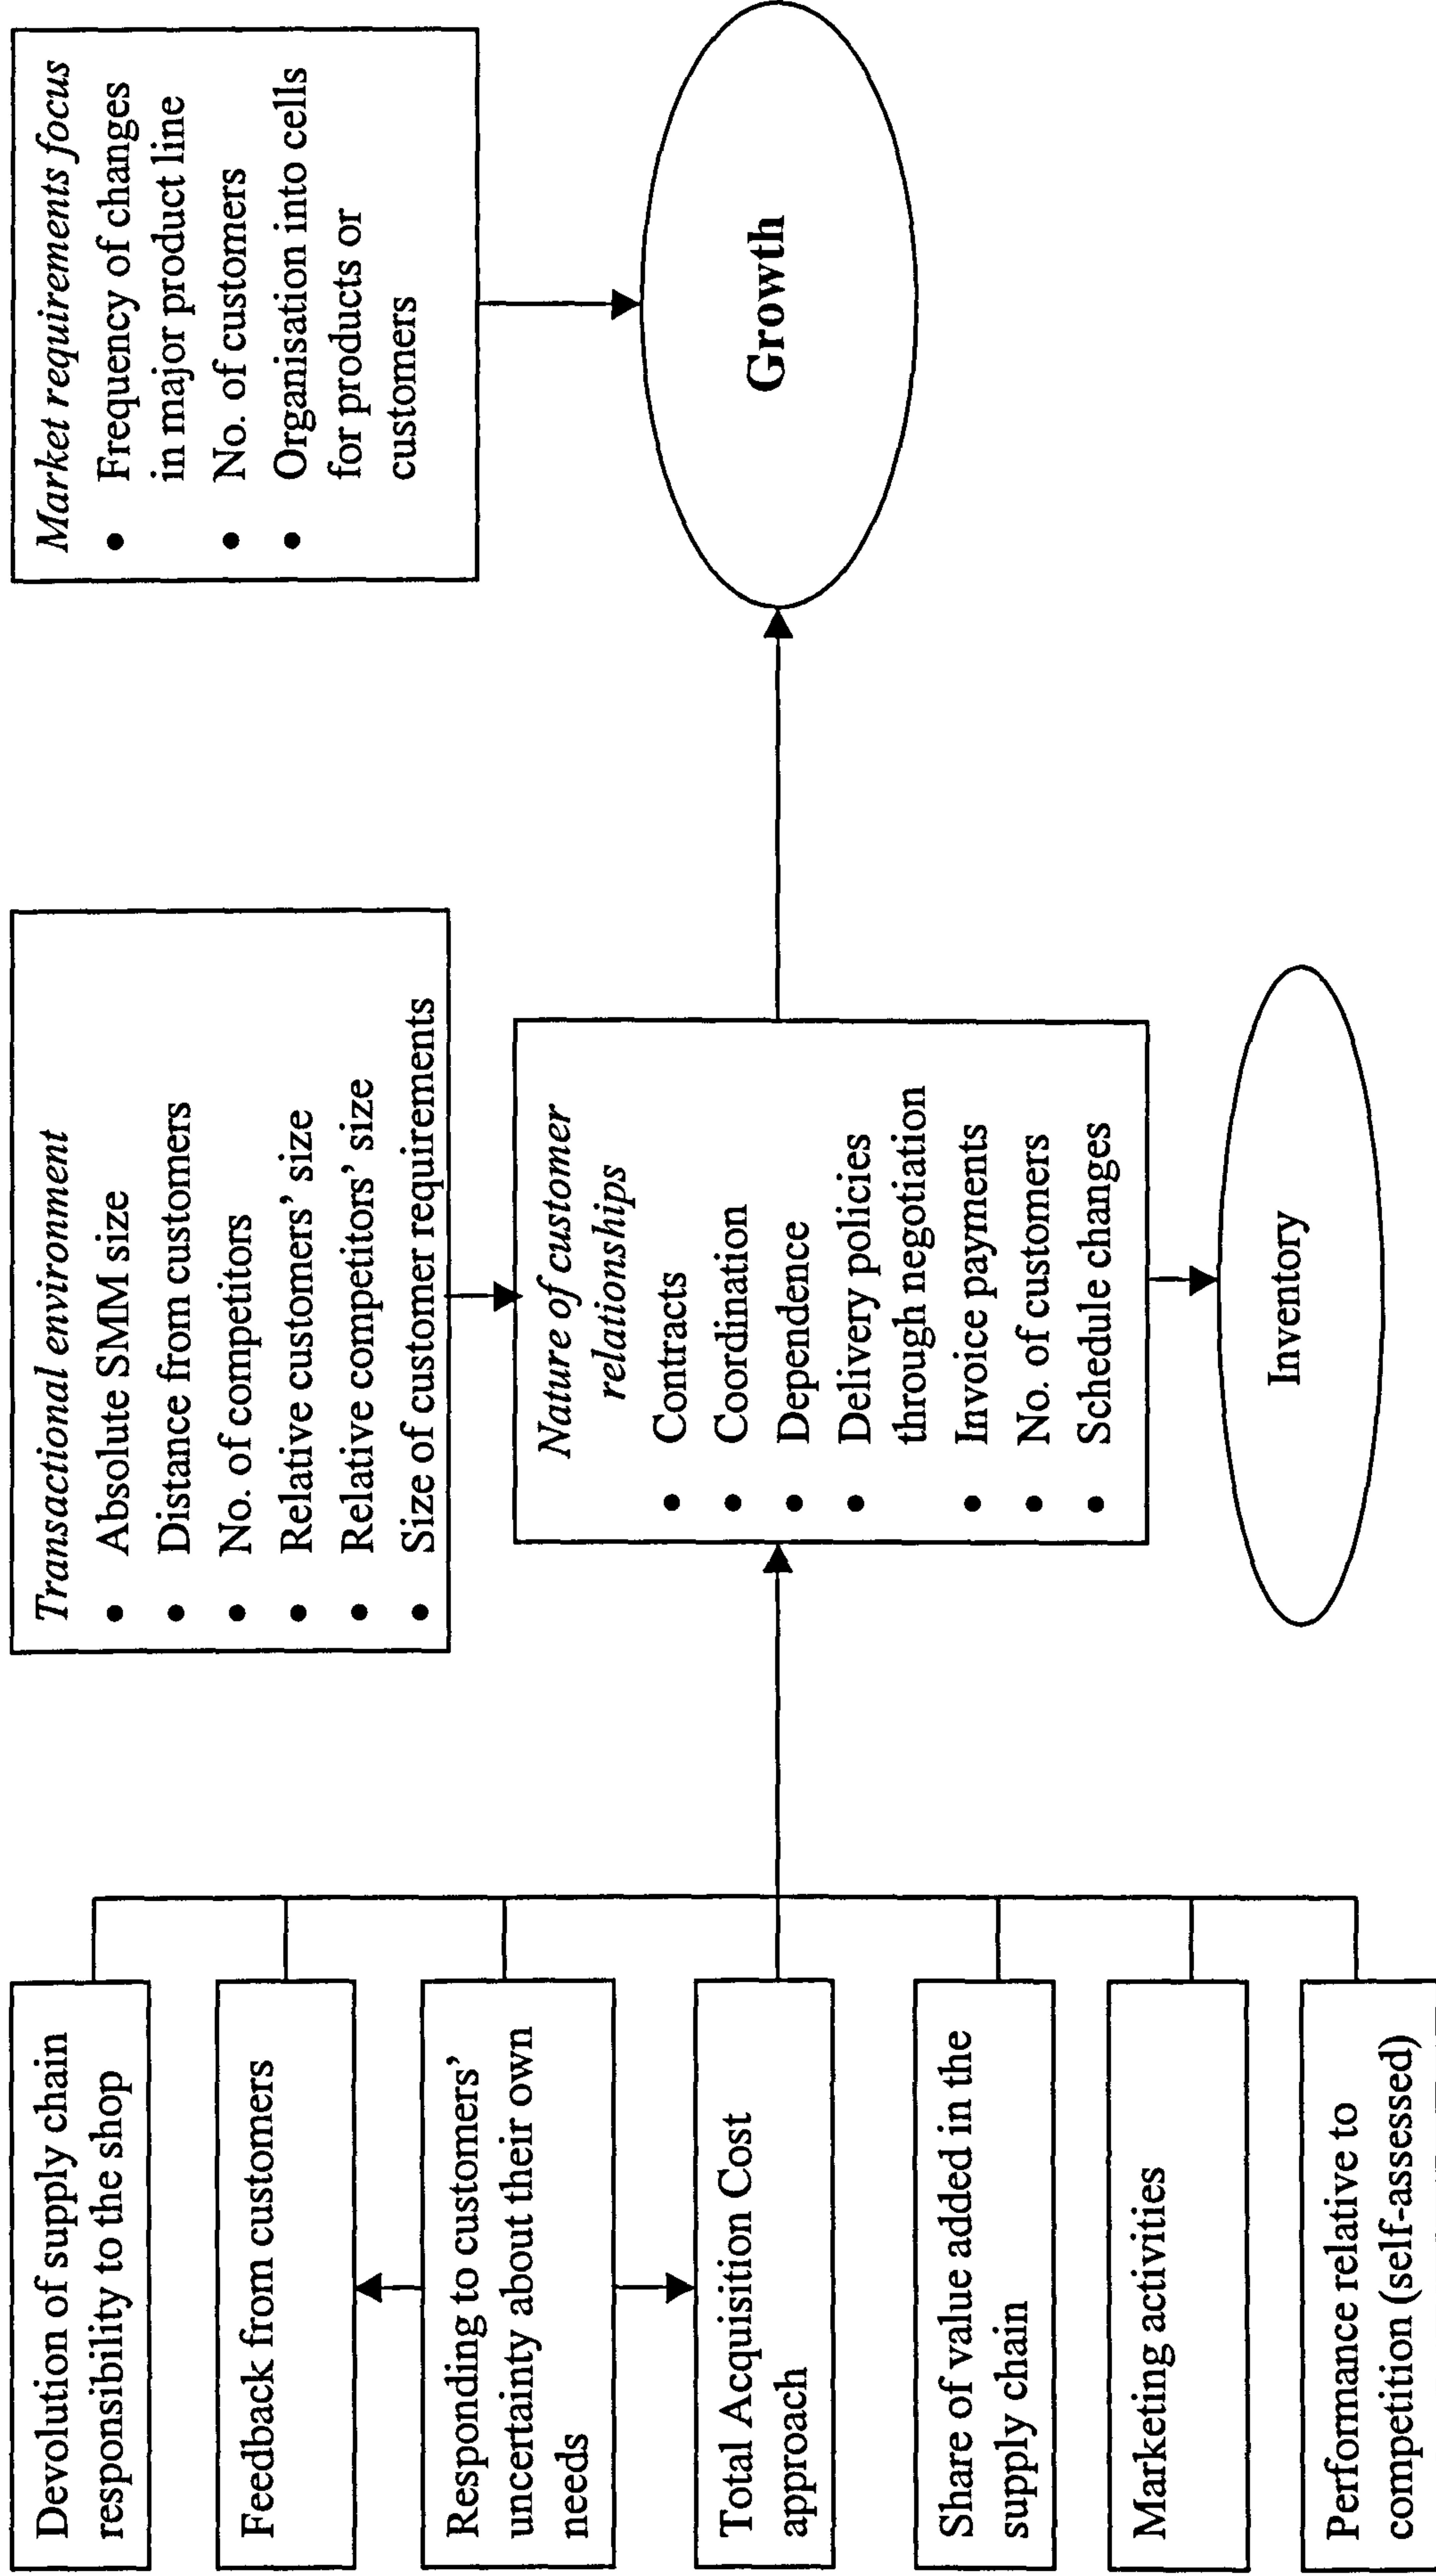 Devolution of supply chain
responsibility to the shop
Feedback from customers
Responding to customers’
uncertainty about their own
needs
Total Acquisition Cost
approach
Share of value added in the
supply chain
Marketing activities
Performance relative to
competition (self-assessed)
Transactional environment
• Absolute SMM size
• Distance from customers
• No. of competitors
• Relative customers’ size
• Relative competitors’ size
• Size of customer requirements
Nature of customer
relationships
• Contracts
• Coordination
• Dependence
• Delivery policies
through negotiation
• Invoice payments
• No. of customers
• Schedule changes
Inventory
Market requirements focus
• Frequency of changes
in major product line
• No. of customers
• Organisation into cells
for products or
customers
Growth